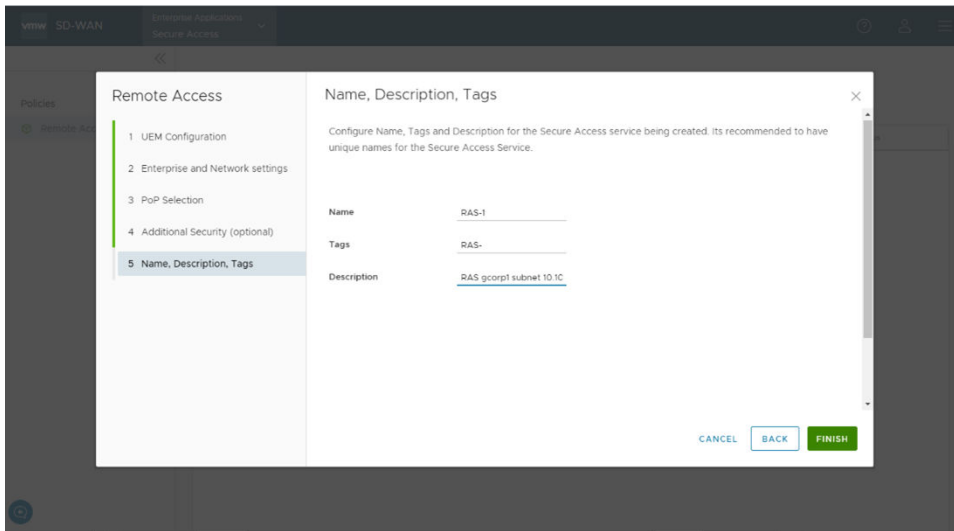 vmw SD-WAN
Enterprise Applications
Secure Access
Policies
Remote Acc
Remote Access
1 UEM Configuration
2 Enterprise and Network settings
3 PoP Selection
4 Additional Security (optional)
5 Name, Description, Tags
Name, Description, Tags
Configure Name, Tags and Description for the Secure Access service being created. Its recommended to have
unique names for the Secure Access Service.
Name RAS-1
Tags RAS-
Description RAS gcorp1 subnet 10.1C
CANCEL BACK FINISH